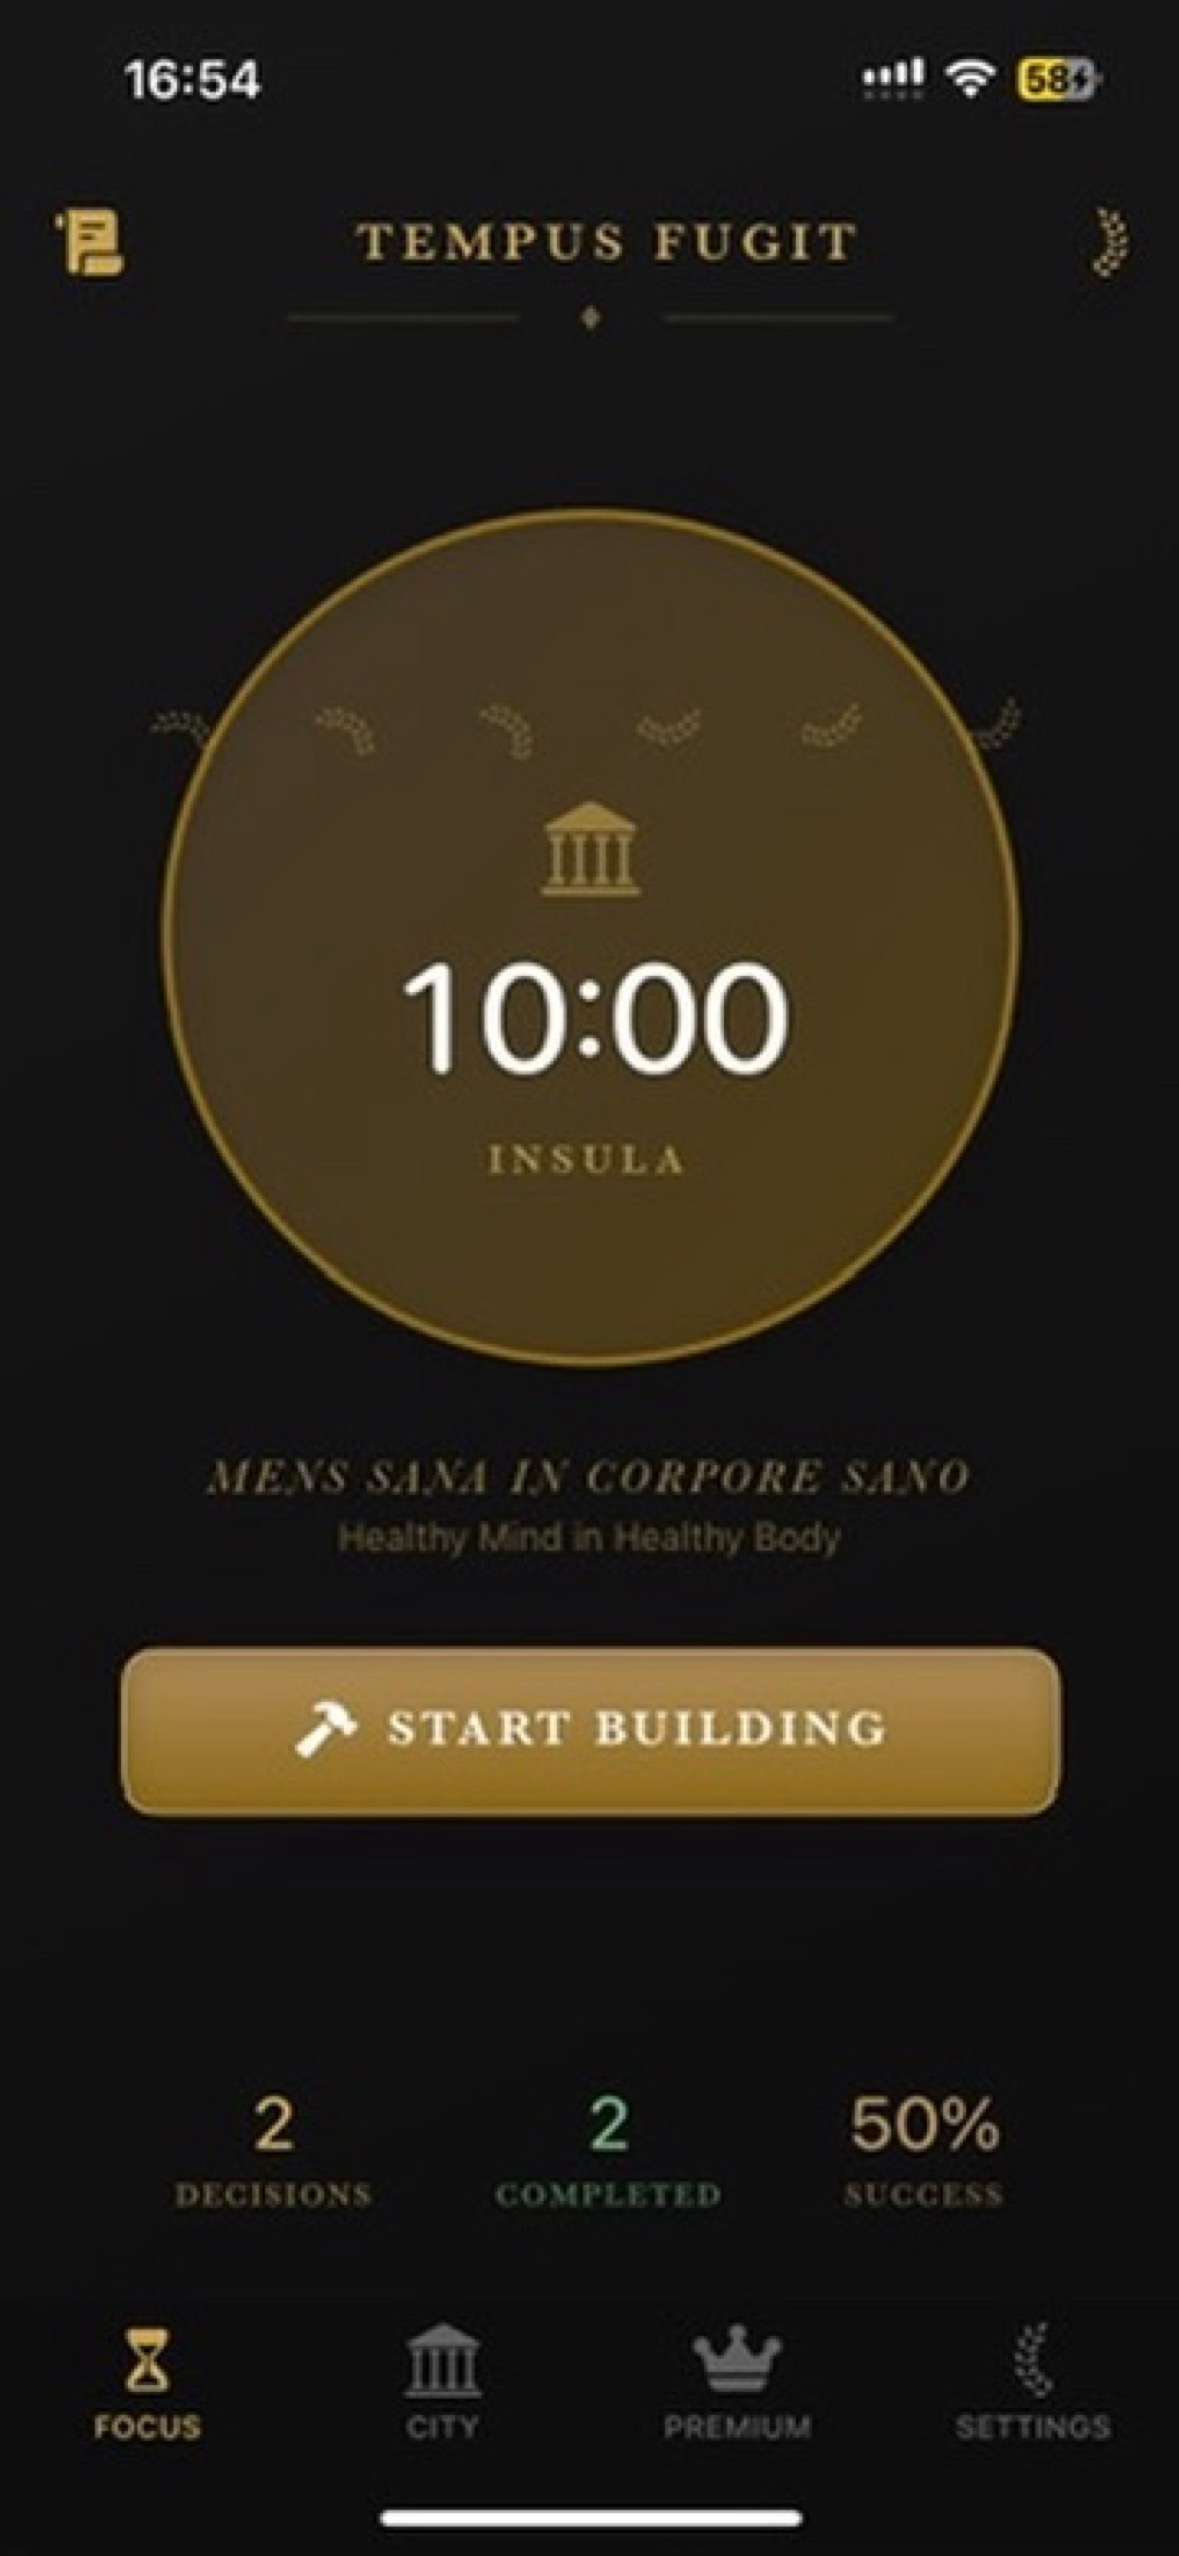 16:54
58
TEMPUS FUGIT
10:00
INSULA
MENS SANA IN CORPORE SANO
Healthy Mind in Healthy Body
START BUILDING
2 2 50%
DECISIONS COMPLETED SUCCESS
FOCUS CITY PREMIUM SETTINGS